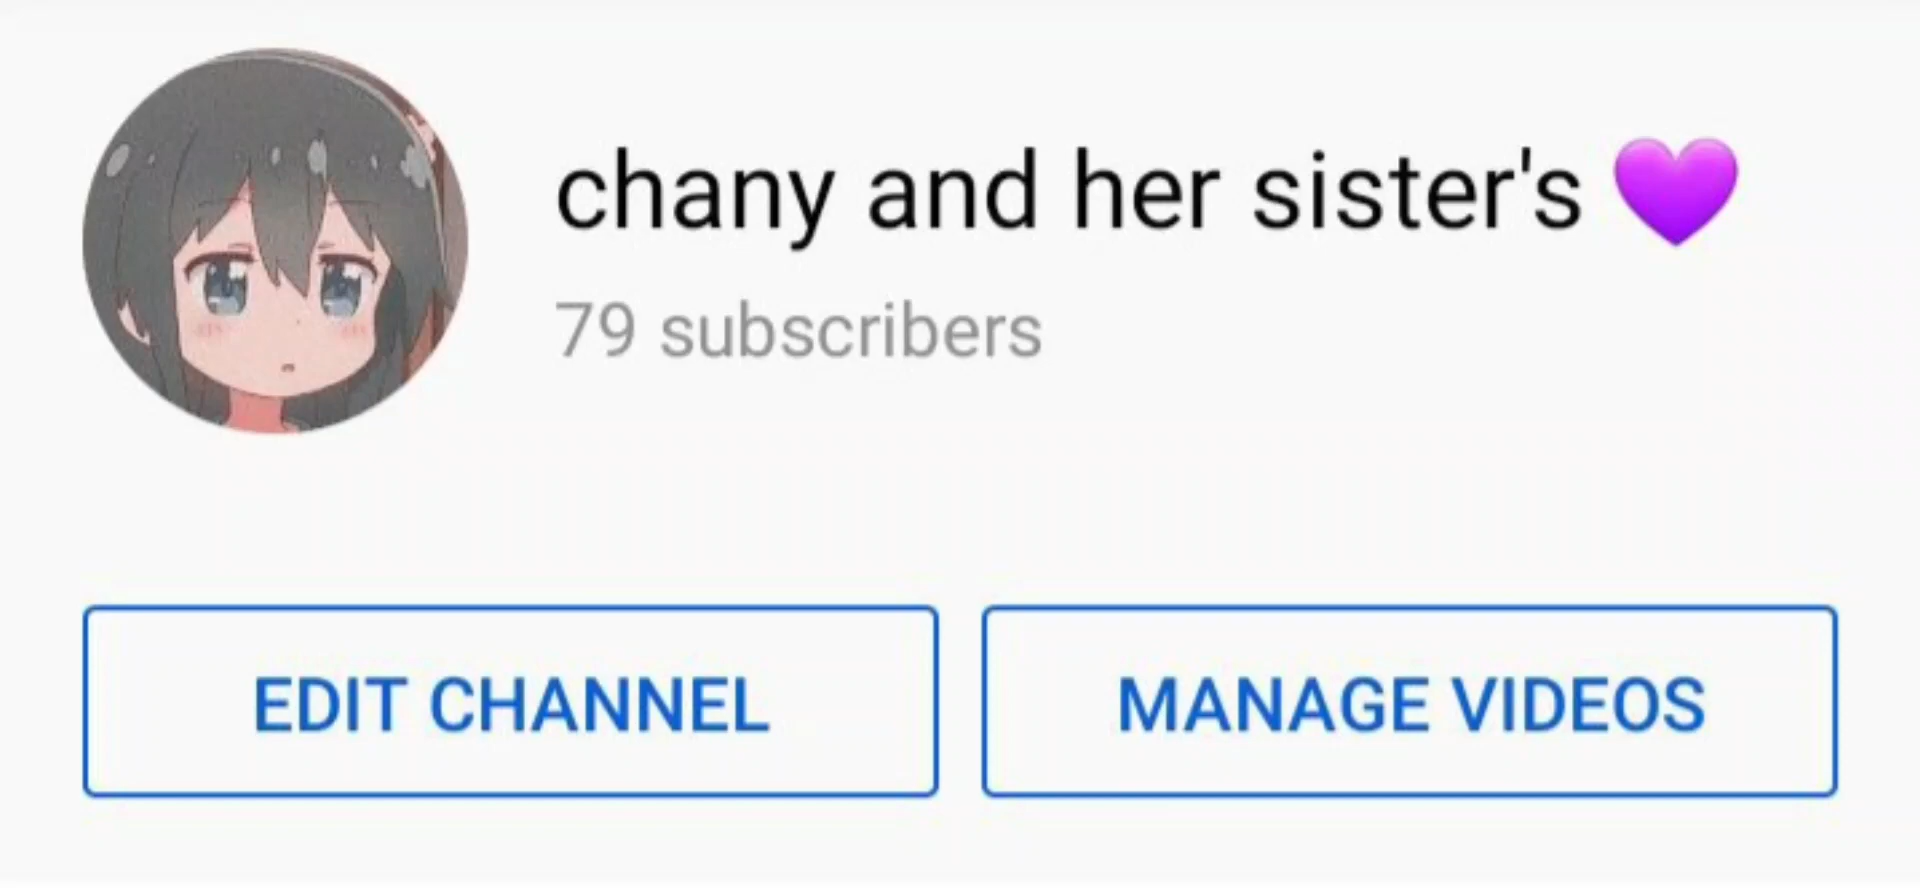 chany and her sister's 💜
79 subscribers
EDIT CHANNEL
MANAGE VIDEOS